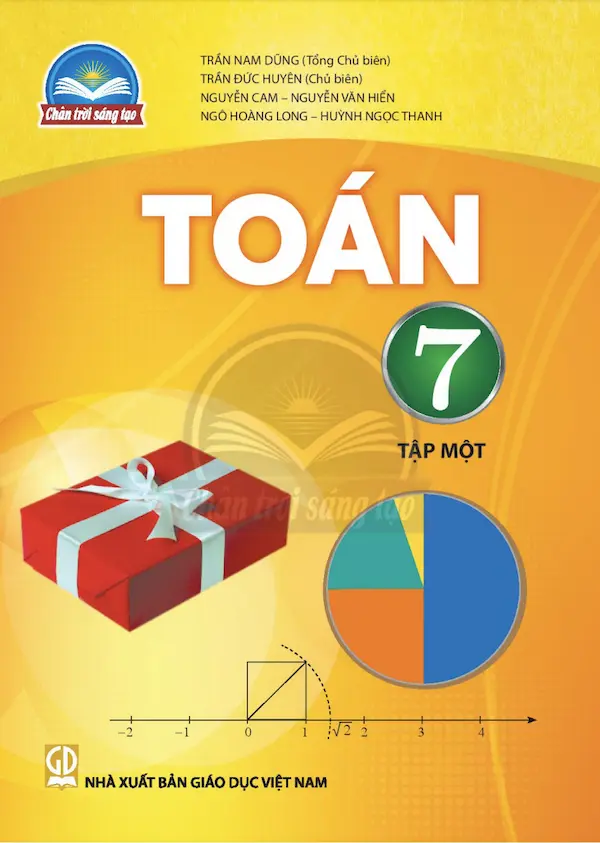 Chân trời sáng tạo
TRẦN NAM DŨNG (Tổng Chủ biên)
TRẦN ĐỨC HUYÊN (Chủ biên)
NGUYỄN CAM – NGUYỄN VĂN HIỂN
NGÔ HOÀNG LONG – HUỲNH NGỌC THANH
TOÁN
7
TẬP MỘT
Chân trời sáng tạo
-2 -1 0 1 √2 2 3 4
GD
NHÀ XUẤT BẢN GIÁO DỤC VIỆT NAM